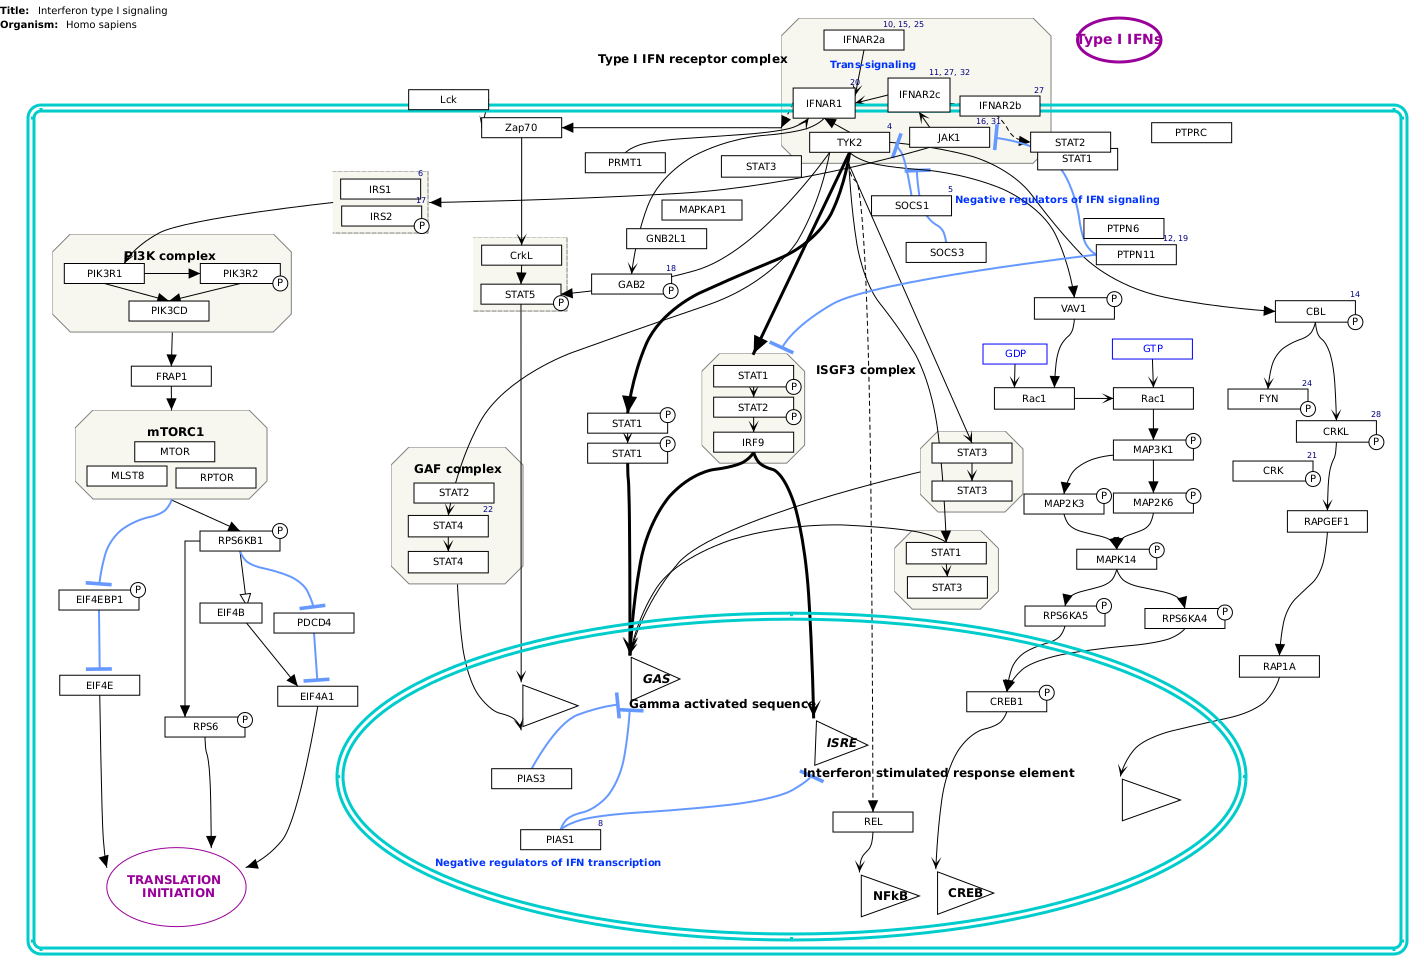 Title: Interferon type I signaling
Organism: Homo sapiens
10, 15, 25
IFNAR2a
Type I IFNs
Type I IFN receptor complex
Trans-signaling
11, 27, 32
20
IFNAR1
IFNAR2c
27
IFNAR2b
Lck
Zap70
4
16, 31
TYK2
JAK1
STAT2
STAT1
PTPRC
PRMT1
STAT3
6
IRS1
17
IRS2
P
5
SOCS1
Negative regulators of IFN signaling
MAPKAP1
GNB2L1
SOCS3
PTPN6
12, 19
PTPN11
PI3K complex
PIK3R1
PIK3R2
P
PIK3CD
CrkL
STAT5
P
18
GAB2
P
VAV1
P
14
CBL
P
GDP
GTP
FRAP1
ISGF3 complex
STAT1
P
STAT2
P
IRF9
Rac1
Rac1
24
FYN
P
28
CRKL
P
mTORC1
MTOR
MLST8
RPTOR
STAT1
P
STAT1
P
GAF complex
STAT2
22
STAT4
STAT4
STAT3
STAT3
MAP3K1
P
21
CRK
P
MAP2K3
P
MAP2K6
P
RAPGEF1
RPS6KB1
P
STAT1
STAT3
MAPK14
P
EIF4EBP1
P
EIF4B
PDCD4
RPS6KA5
P
RPS6KA4
P
EIF4E
EIF4A1
GAS
Gamma activated sequence
CREB1
P
RAP1A
RPS6
P
ISRE
Interferon stimulated response element
PIAS3
8
PIAS1
REL
Negative regulators of IFN transcription
TRANSLATION
INITIATION
NFkB
CREB